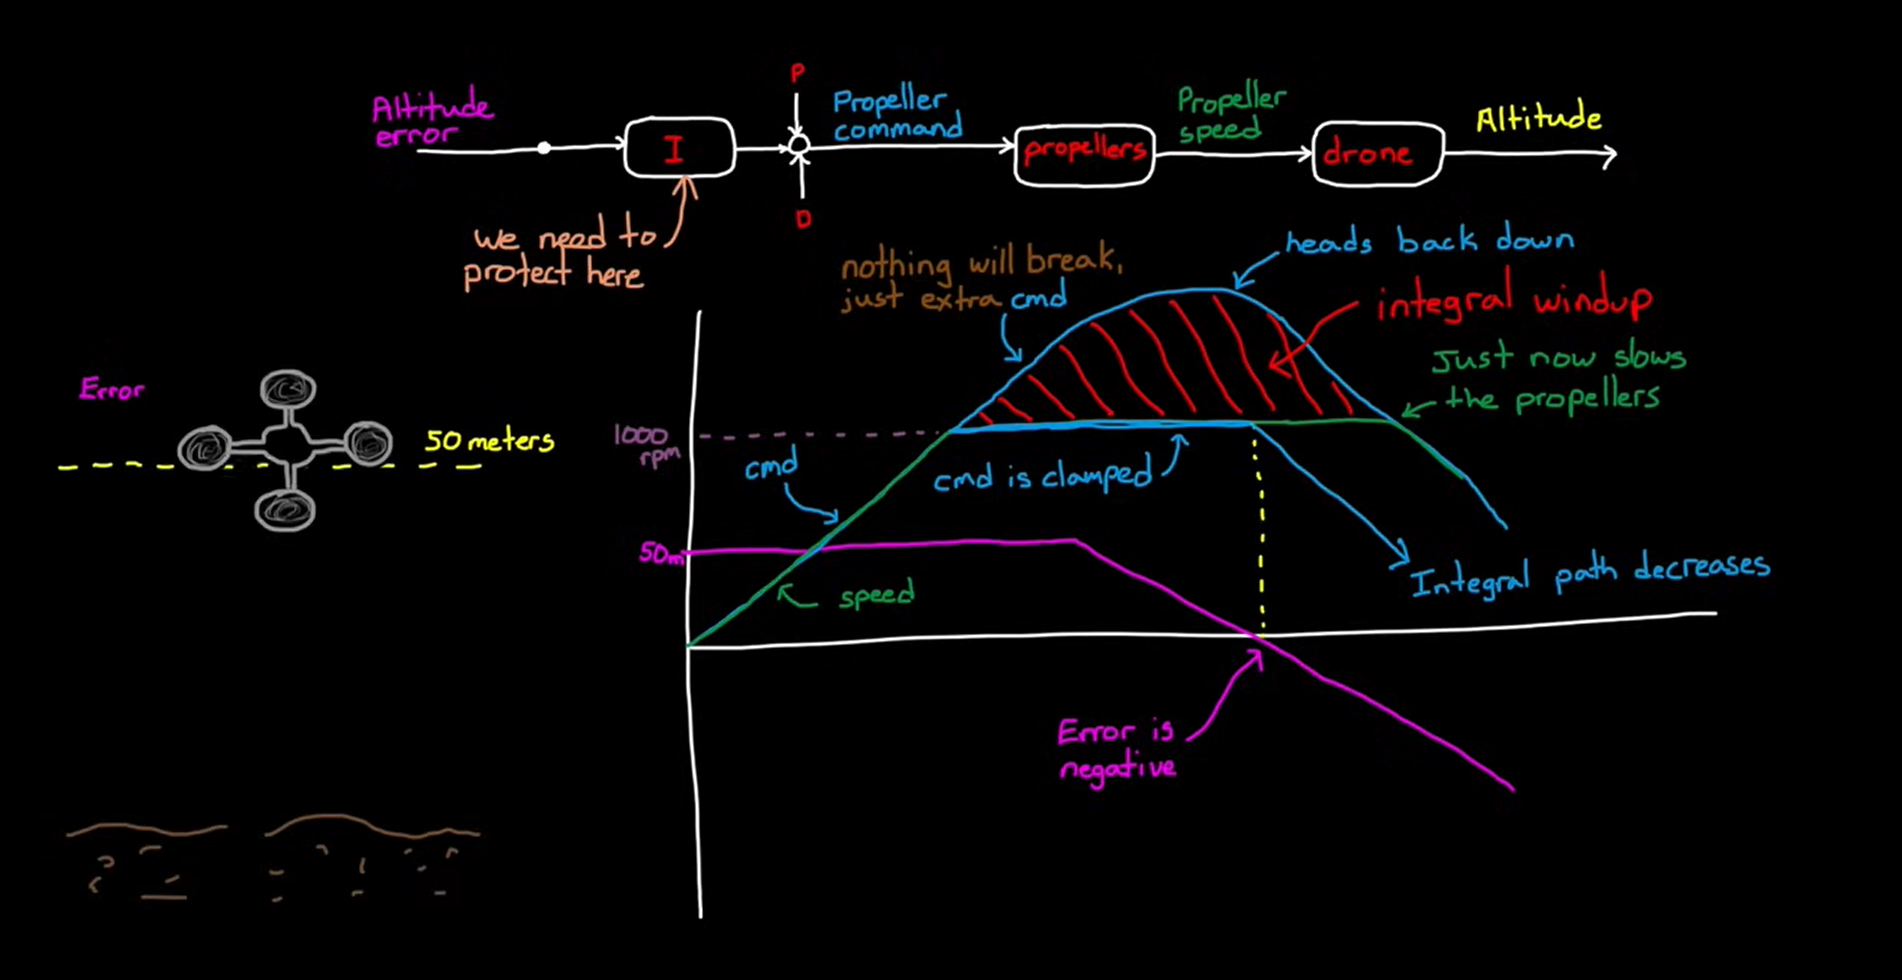 Altitude
error
I
P
D
Propeller
command
propellers
Propeller
speed
drone
Altitude
we need to
protect here
nothing will break,
just extra cmd
heads back down
integral windup
Just now slows
the propellers
Error
50 meters
1000
rpm
cmd
cmd is clamped
50m
speed
Integral path decreases
Error is
negative